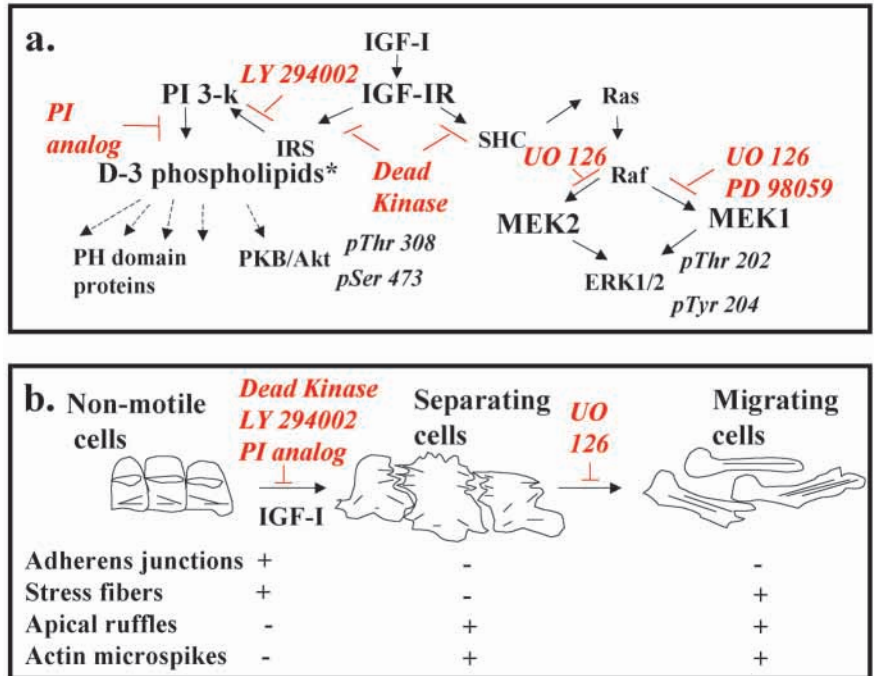 a.
IGF-I
LY 294002
PI 3-k
IGF-IR
Ras
PI
analog
IRS
SHC
UO 126
Raf
UO 126
PD 98059
D-3 phospholipids*
Dead
Kinase
MEK2
MEK1
PH domain
proteins
PKB/Akt
pThr 308
pSer 473
ERK1/2
pThr 202
pTyr 204
b.
Non-motile
cells
Dead Kinase
LY 294002
PI analog
IGF-I
Separating
cells
UO
126
Migrating
cells
Adherens junctions + - -
Stress fibers + - +
Apical ruffles - + +
Actin microspikes - + +